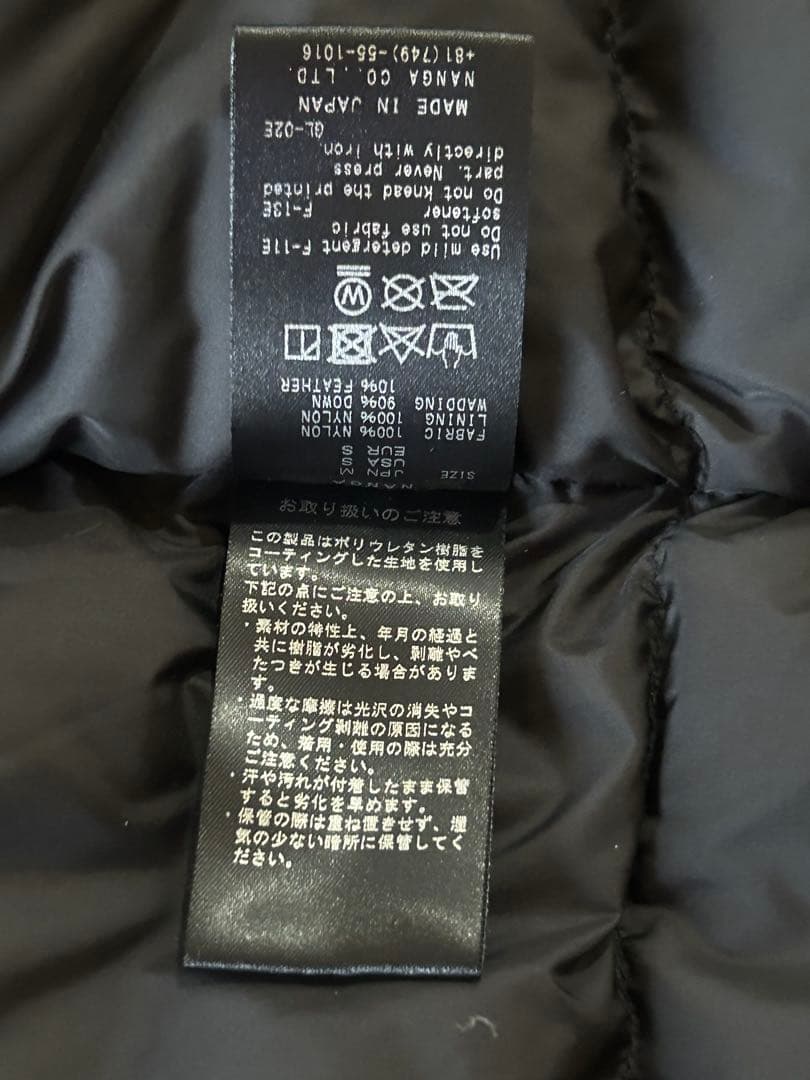 NANGA
SIZE JPN M
USA S
EUR S
FABRIC 100% NYLON
LINING 100% NYLON
WADDING 90% DOWN
10% FEATHER
W
Use mild detergent F-11E
Do not use fabric
softener F-13E
Do not knead the printed
part. Never press
directly with iron.
GL-02E
MADE IN JAPAN
NANGA CO.,LTD
+81(749)-55-1016
お取り扱いのご注意
この製品はポリウレタン樹脂を
コーティングした生地を使用し
ています。
下記の点にご注意の上、お取り
扱いください。
・素材の特性上、年月の経過と
共に樹脂が劣化し、剥離やべ
たつきが生じる場合がありま
す。
・過度な摩擦は光沢の消失やコ
ーティング剥離の原因になる
ため、着用・使用の際は充分
ご注意ください。
・汗や汚れが付着したまま保管
すると劣化を早めます。
・保管の際は重ね置きせず、湿
気の少ない暗所に保管してく
ださい。